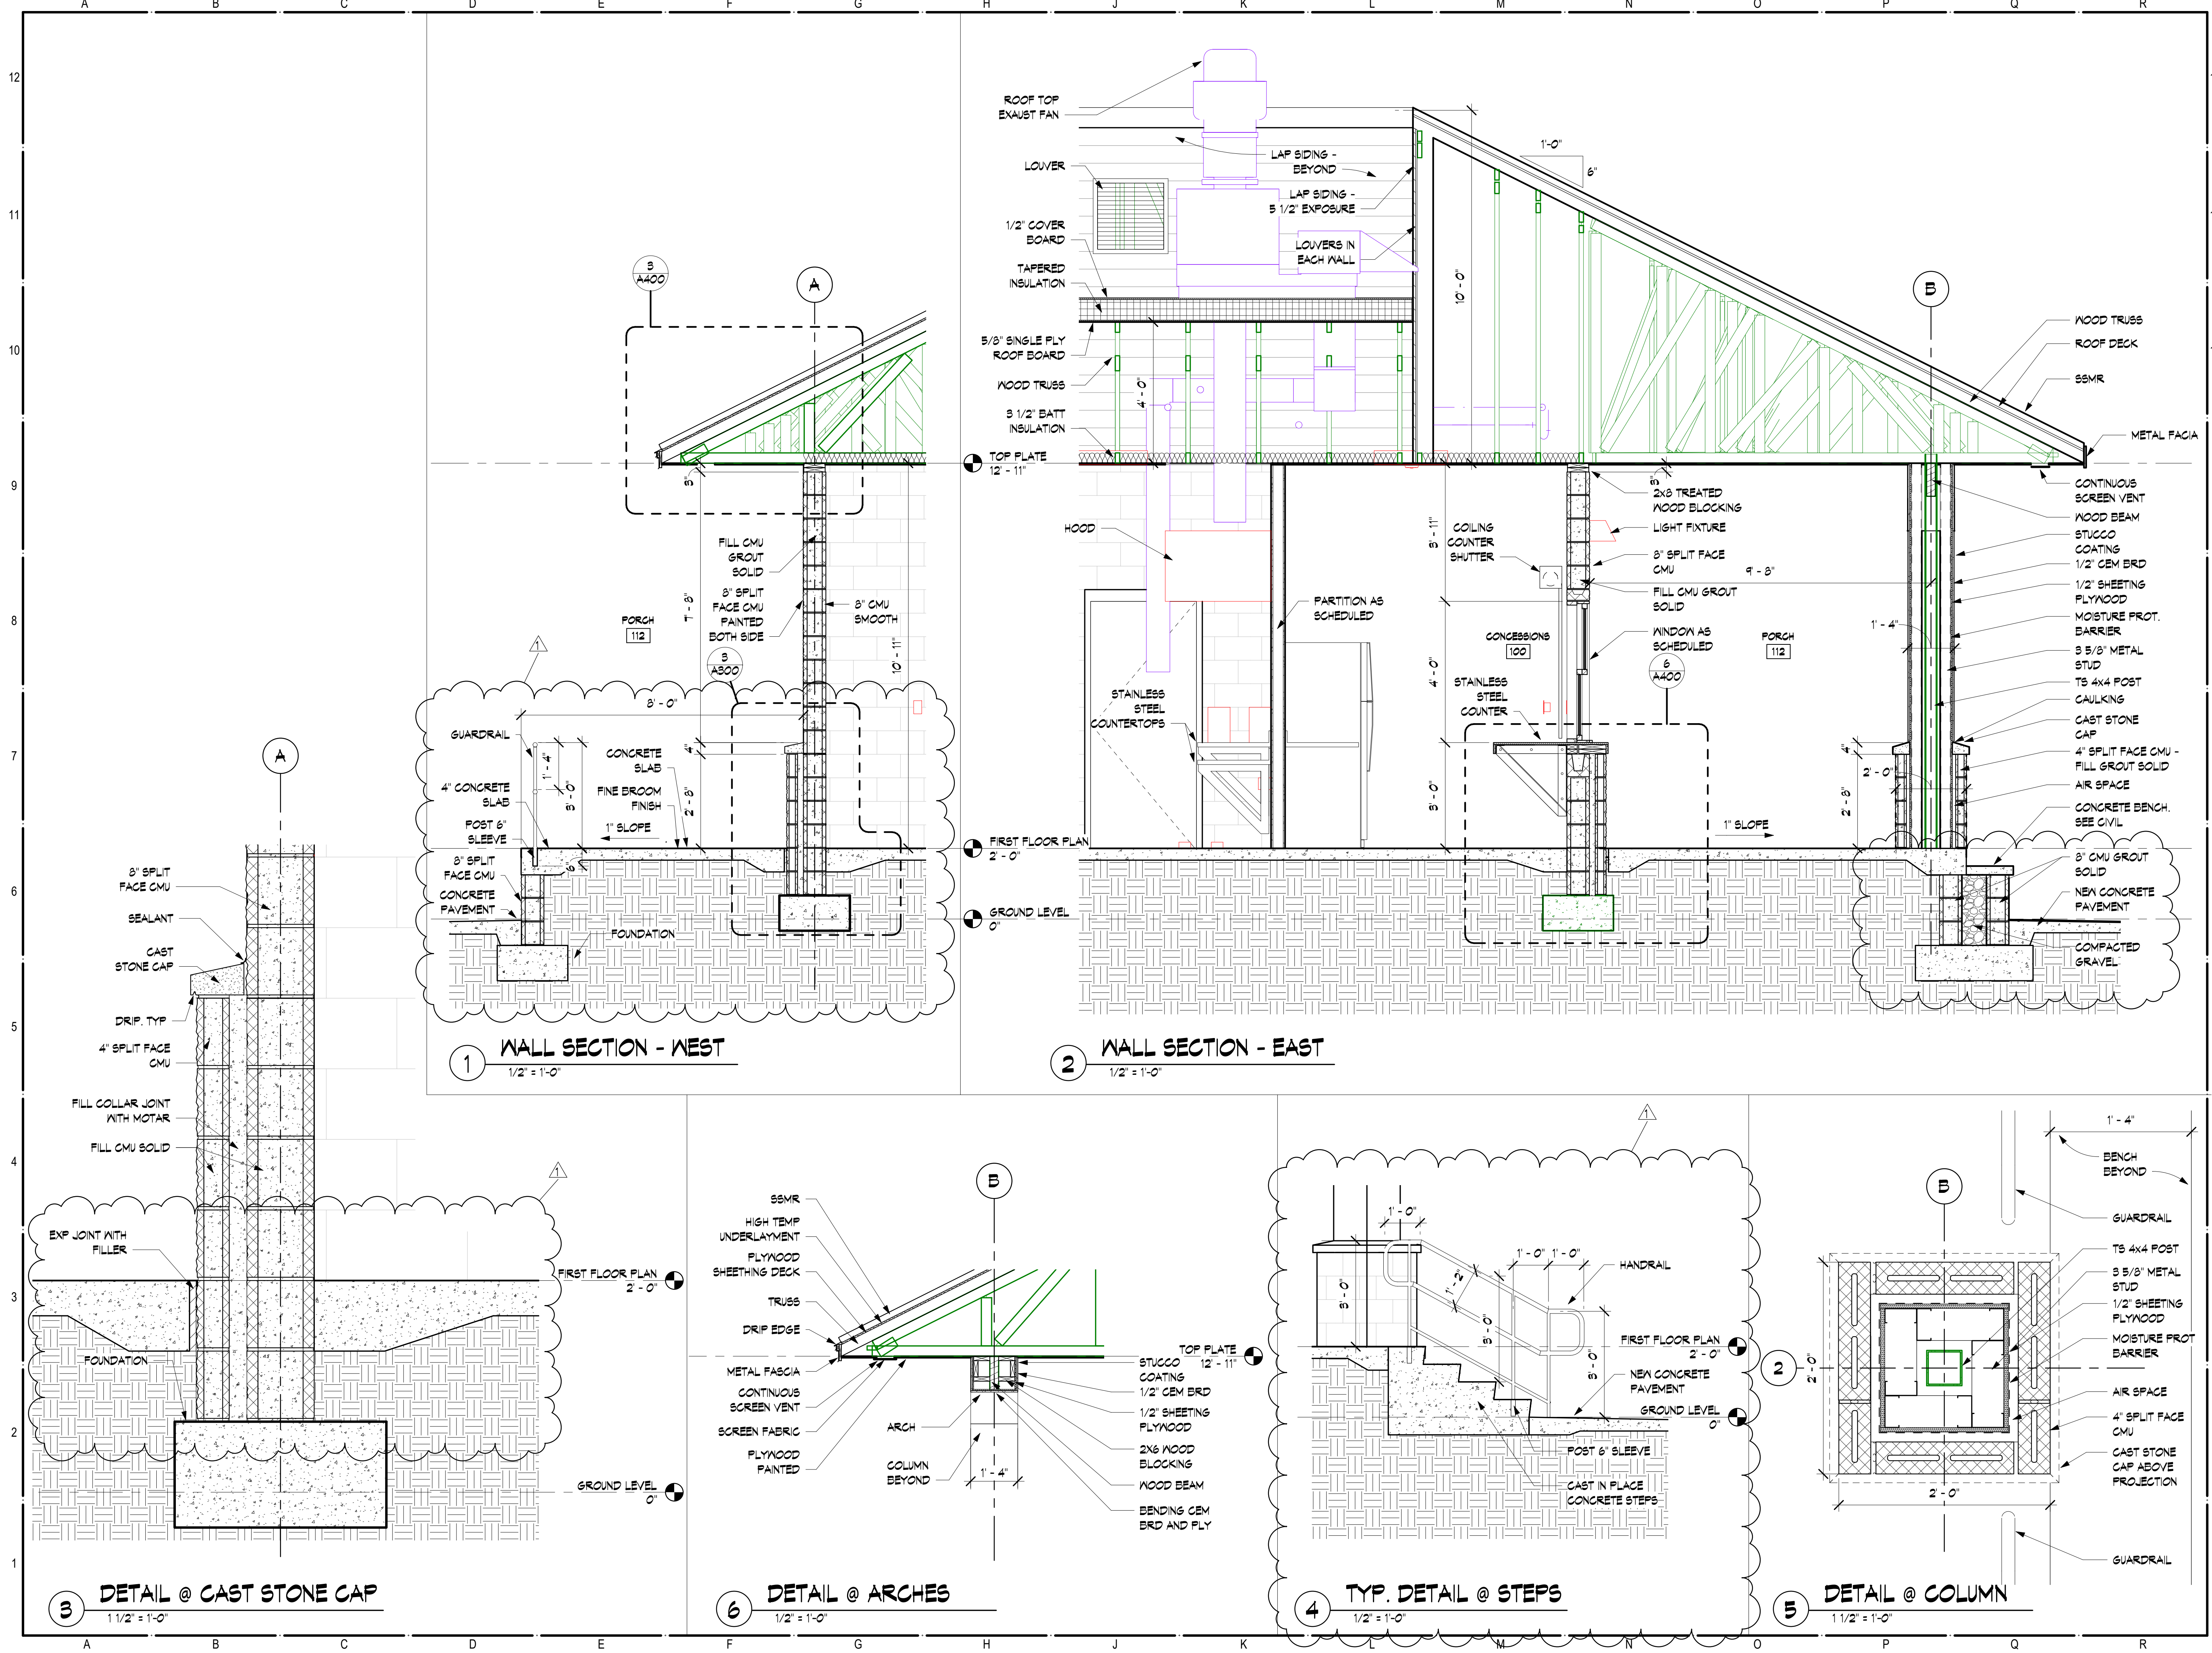 A B C D E F G H J K L M N O P Q R
12
11
10
9
8
7
6
5
4
3
2
1
3
A400
A
FILL CMU
GROUT
SOLID
8" SPLIT
FACE CMU
PAINTED
BOTH SIDE
8" CMU
SMOOTH
PORCH
112
3
A300
3"
7' - 8"
10' - 11"
1
8' - 0"
GUARDRAIL
4" CONCRETE
SLAB
POST 6"
SLEEVE
8" SPLIT
FACE CMU
CONCRETE
PAVEMENT
CONCRETE
SLAB
FINE BROOM
FINISH
1" SLOPE
1' - 4"
3' - 0"
6"
4"
2' - 8"
FOUNDATION
TOP PLATE
12' - 11"
FIRST FLOOR PLAN
2' - 0"
GROUND LEVEL
0"
1
WALL SECTION - WEST
1/2" = 1'-0"
ROOF TOP
EXAUST FAN
LOUVER
1/2" COVER
BOARD
TAPERED
INSULATION
5/8" SINGLE PLY
ROOF BOARD
WOOD TRUSS
3 1/2" BATT
INSULATION
LAP SIDING -
BEYOND
LAP SIDING -
5 1/2" EXPOSURE
LOUVERS IN
EACH WALL
4' - 0"
10' - 0"
1'-0"
6"
B
WOOD TRUSS
ROOF DECK
SSMR
METAL FACIA
CONTINUOUS
SCREEN VENT
WOOD BEAM
STUCCO
COATING
1/2" CEM BRD
1/2" SHEETING
PLYWOOD
MOISTURE PROT.
BARRIER
3 5/8" METAL
STUD
TS 4x4 POST
CAULKING
CAST STONE
CAP
4" SPLIT FACE CMU -
FILL GROUT SOLID
AIR SPACE
CONCRETE BENCH.
SEE CIVIL
8" CMU GROUT
SOLID
NEW CONCRETE
PAVEMENT
COMPACTED
GRAVEL
HOOD
PARTITION AS
SCHEDULED
STAINLESS
STEEL
COUNTERTOPS
COILING
COUNTER
SHUTTER
CONCESSIONS
100
STAINLESS
STEEL
COUNTER
3' - 11"
4' - 0"
3' - 0"
3"
2x8 TREATED
WOOD BLOCKING
LIGHT FIXTURE
8" SPLIT FACE
CMU
FILL CMU GROUT
SOLID
WINDOW AS
SCHEDULED
6
A400
9' - 8"
PORCH
112
1' - 4"
4"
2' - 0"
2' - 8"
1" SLOPE
2
WALL SECTION - EAST
1/2" = 1'-0"
A
8" SPLIT
FACE CMU
SEALANT
CAST
STONE CAP
DRIP, TYP
4" SPLIT FACE
CMU
FILL COLLAR JOINT
WITH MOTAR
FILL CMU SOLID
1
EXP JOINT WITH
FILLER
FOUNDATION
FIRST FLOOR PLAN
2' - 0"
GROUND LEVEL
0"
3
DETAIL @ CAST STONE CAP
1 1/2" = 1'-0"
B
SSMR
HIGH TEMP
UNDERLAYMENT
PLYWOOD
SHEETHING DECK
TRUSS
DRIP EDGE
METAL FASCIA
CONTINUOUS
SCREEN VENT
SCREEN FABRIC
PLYWOOD
PAINTED
ARCH
COLUMN
BEYOND
1' - 4"
TOP PLATE
12' - 11"
STUCCO
COATING
1/2" CEM BRD
1/2" SHEETING
PLYWOOD
2X6 WOOD
BLOCKING
WOOD BEAM
BENDING CEM
BRD AND PLY
6
DETAIL @ ARCHES
1/2" = 1'-0"
1
1' - 0"
1' - 0" 1' - 0"
HANDRAIL
1' - 2"
3' - 0"
3' - 0"
3' - 0"
FIRST FLOOR PLAN
2' - 0"
NEW CONCRETE
PAVEMENT
GROUND LEVEL
0"
POST 6" SLEEVE
CAST IN PLACE
CONCRETE STEPS
4
TYP. DETAIL @ STEPS
1/2" = 1'-0"
1' - 4"
BENCH
BEYOND
B
GUARDRAIL
TS 4x4 POST
3 5/8" METAL
STUD
1/2" SHEETING
PLYWOOD
MOISTURE PROT
BARRIER
AIR SPACE
4" SPLIT FACE
CMU
CAST STONE
CAP ABOVE
PROJECTION
2
2' - 0"
2' - 0"
GUARDRAIL
5
DETAIL @ COLUMN
1 1/2" = 1'-0"
A B C D E F G H J K L M N O P Q R